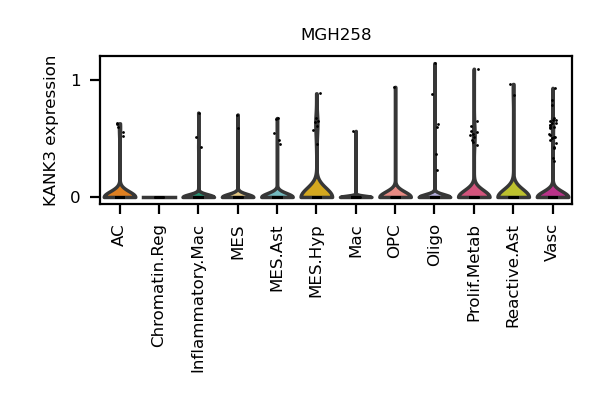 MGH258
KANK3 expression
1
0
AC
Chromatin.Reg
Inflammatory.Mac
MES
MES.Ast
MES.Hyp
Mac
OPC
Oligo
Prolif.Metab
Reactive.Ast
Vasc